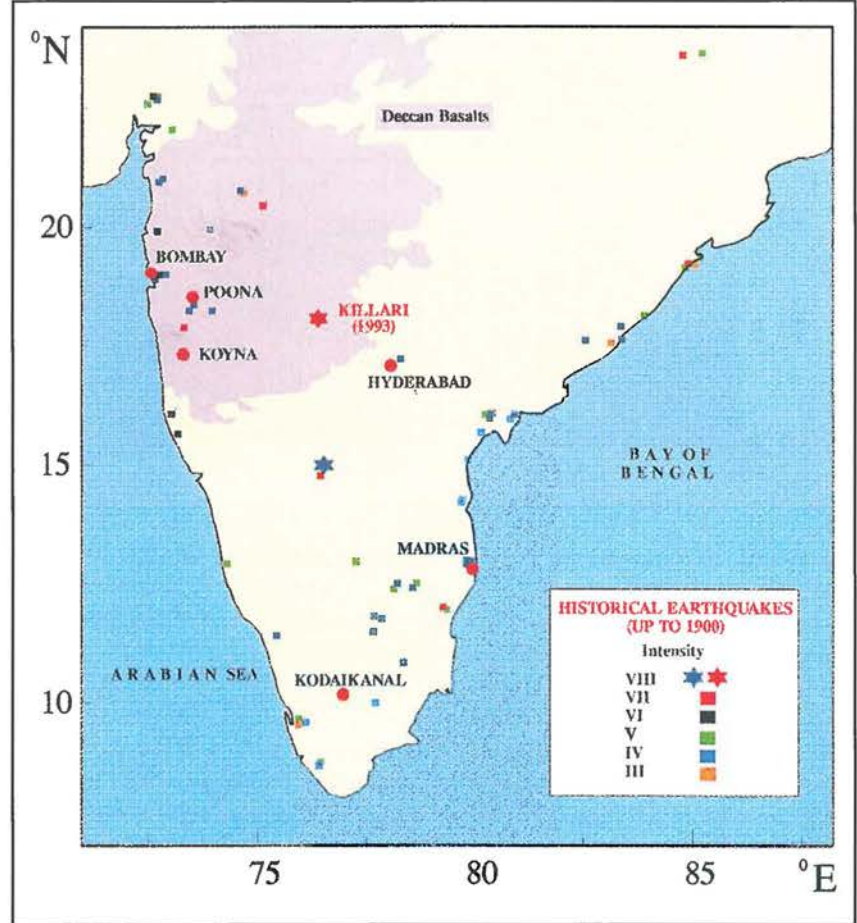 °N
Deccan Basalts
20
BOMBAY
POONA
KILLARI
(1993)
KOYNA
HYDERABAD
15
BAY OF
BENGAL
MADRAS
HISTORICAL EARTHQUAKES
(UP TO 1900)
Intensity
VIII
VII
VI
V
IV
III
ARABIAN SEA
KODAIKANAL
10
75
80
85
°E